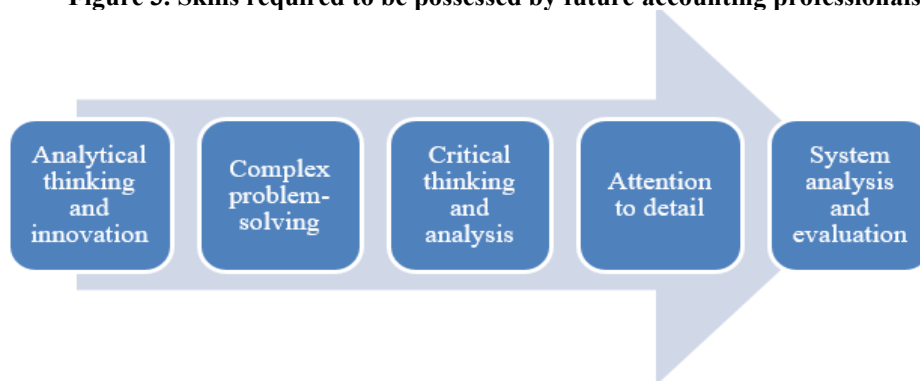 Figure 3: Skills required to be possessed by future accounting professionals
Analytical
thinking
and
innovation
Complex
problem-
solving
Critical
thinking
and
analysis
Attention
to detail
System
analysis
and
evaluation